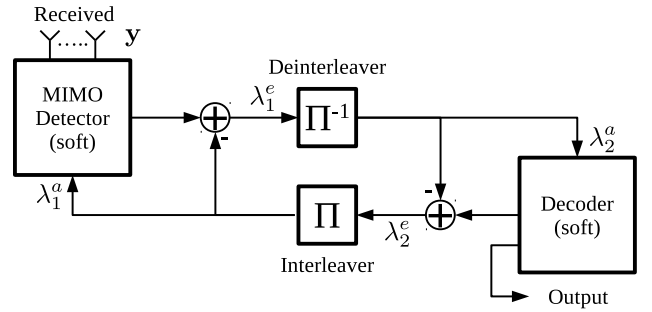 Received
..... y
Deinterleaver
MIMO
Detector
(soft)
λ₁ᵉ
Π⁻¹
-
λ₂ᵃ
λ₁ᵃ
Π
-
λ₂ᵉ
Decoder
(soft)
Interleaver
Output